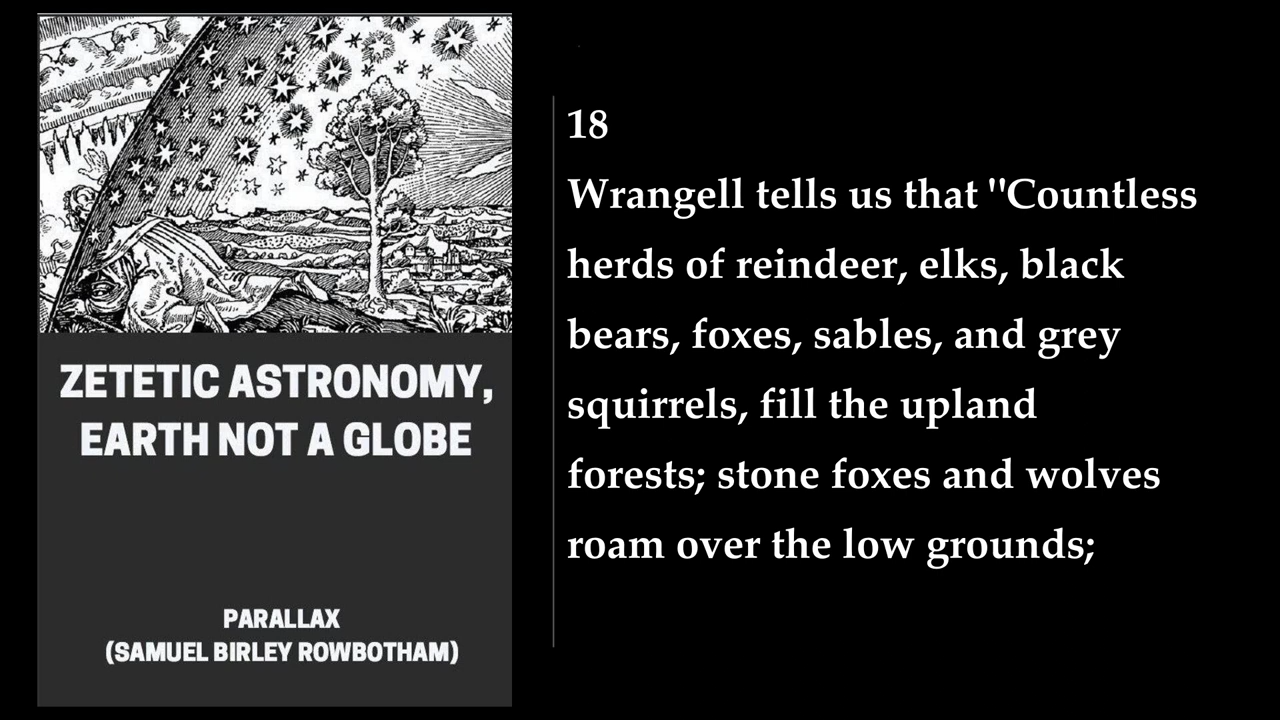 ZETETIC ASTRONOMY,
EARTH NOT A GLOBE
PARALLAX
(SAMUEL BIRLEY ROWBOTHAM)
18
Wrangell tells us that "Countless
herds of reindeer, elks, black
bears, foxes, sables, and grey
squirrels, fill the upland
forests; stone foxes and wolves
roam over the low grounds;